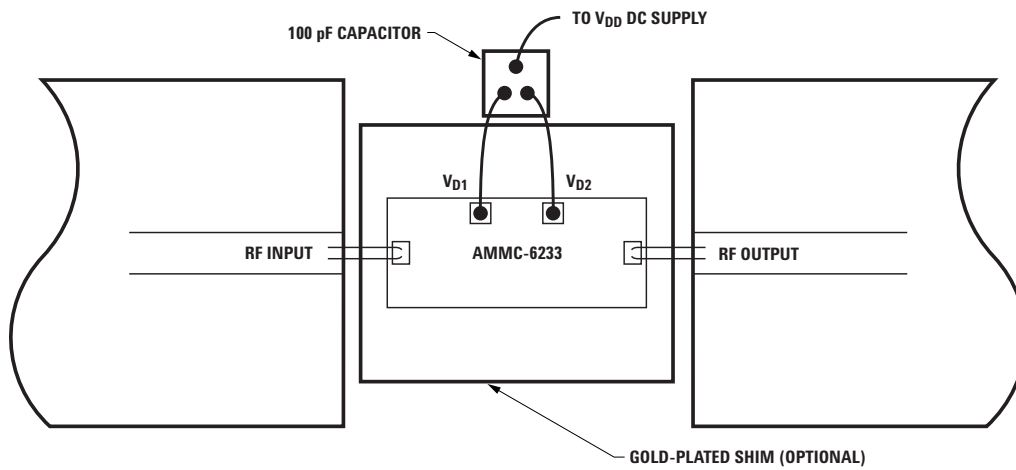 TO VDD DC SUPPLY
100 pF CAPACITOR
VD1
VD2
RF INPUT
AMMC-6233
RF OUTPUT
GOLD-PLATED SHIM (OPTIONAL)